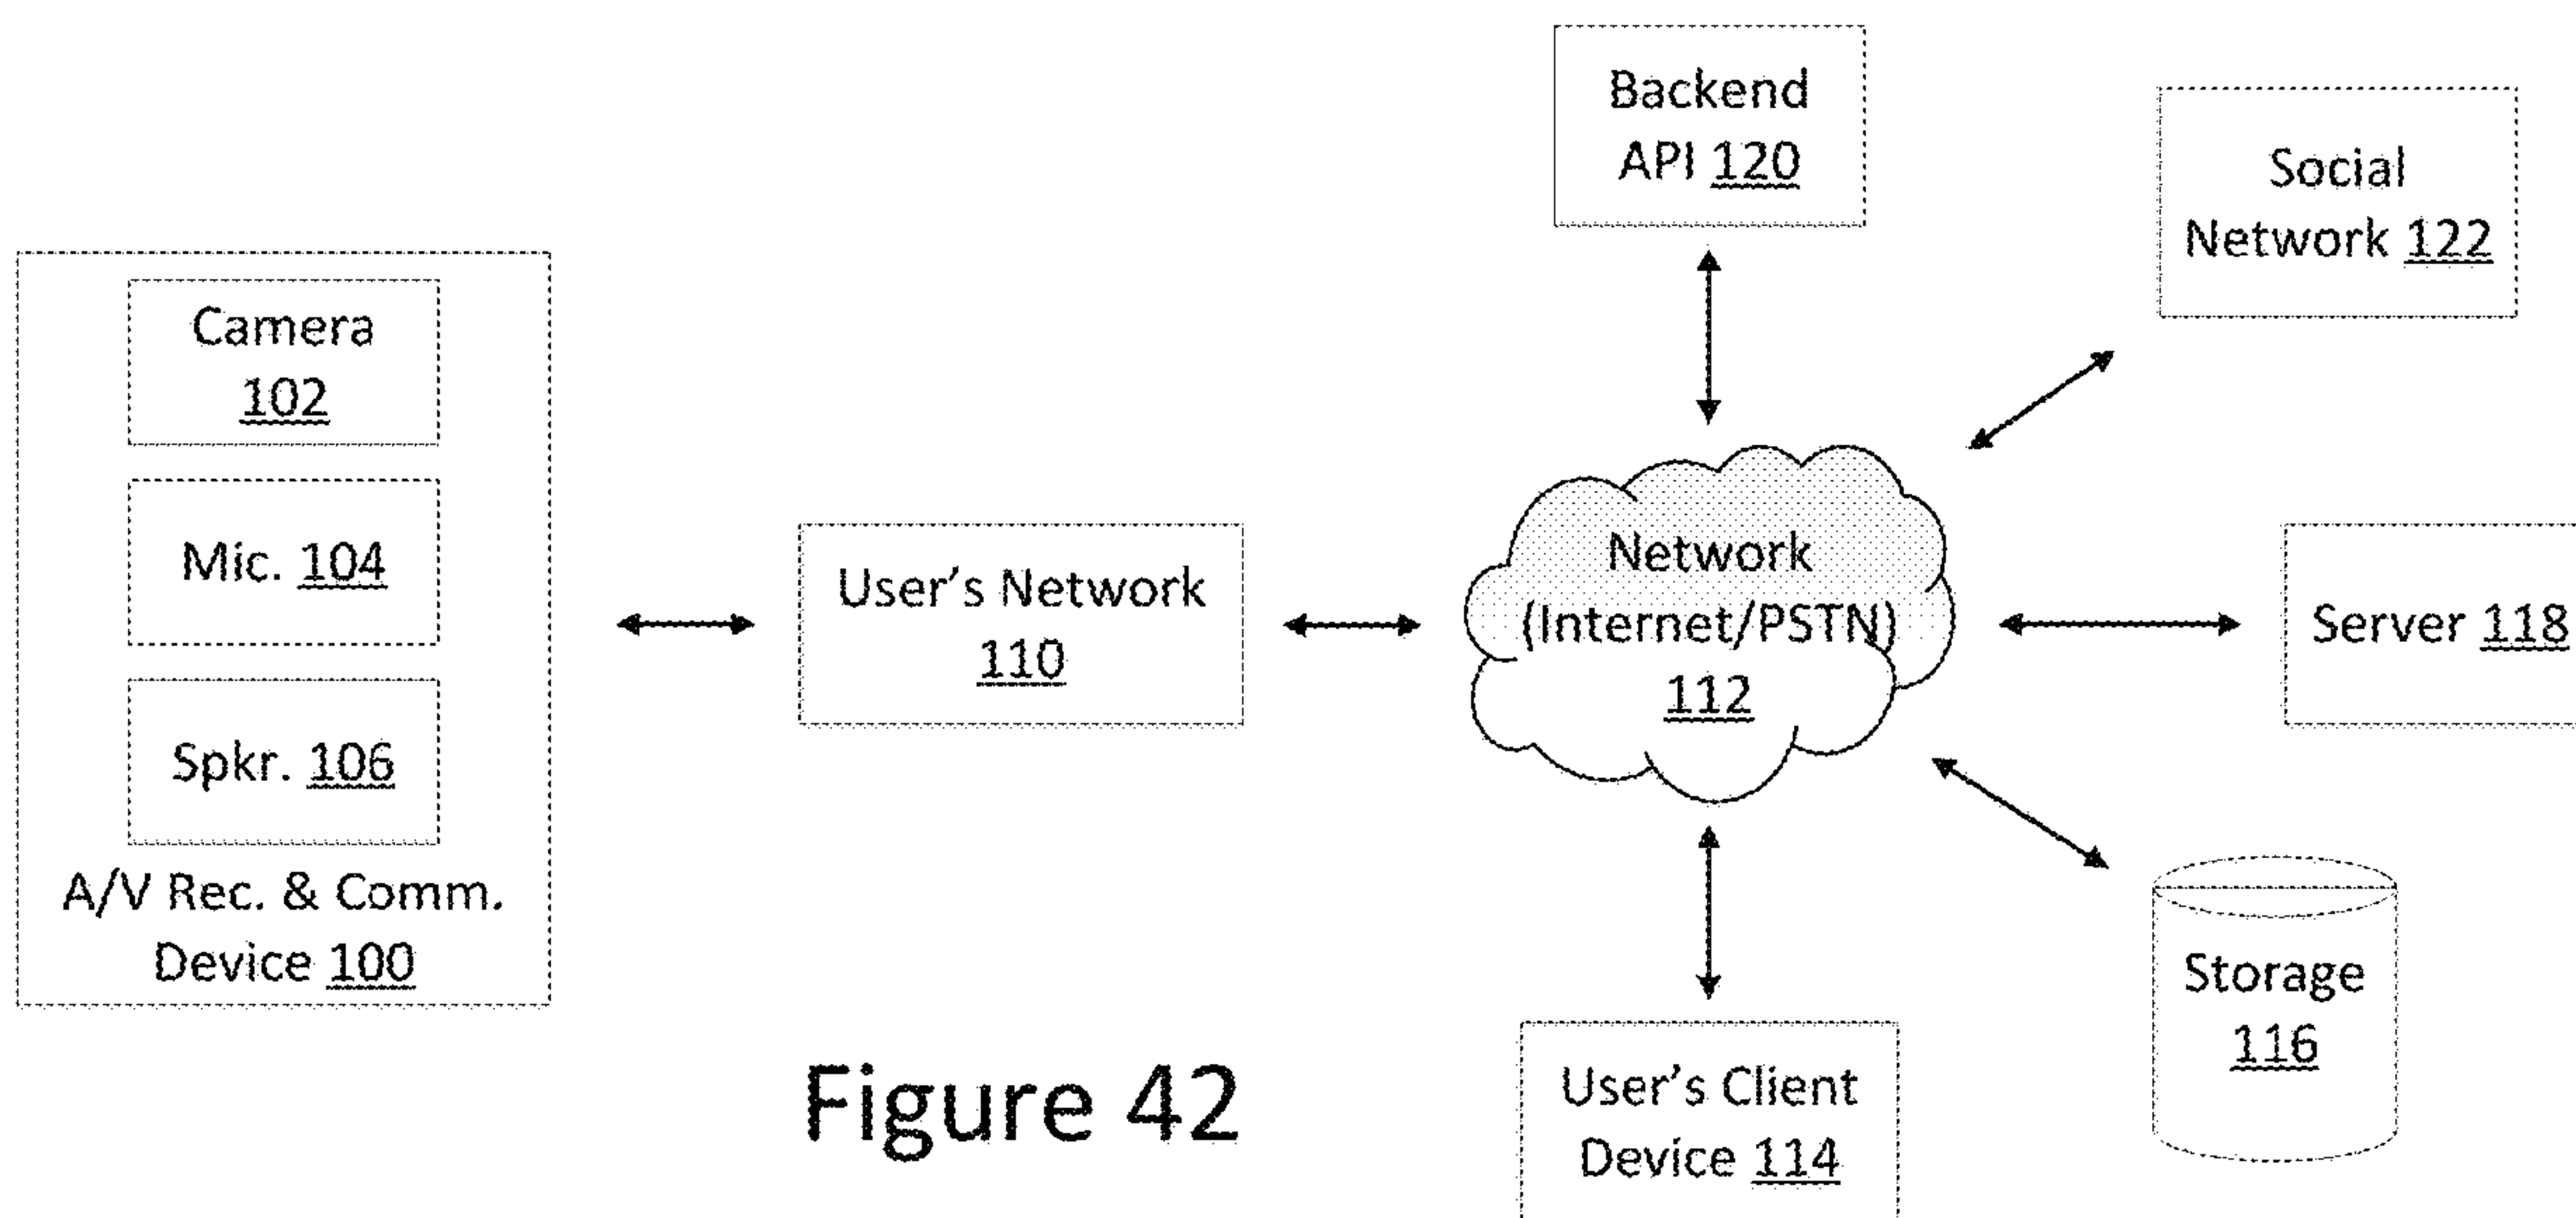 Backend
API 120
Social
Network 122
Camera
102
Mic. 104
Spkr. 106
A/V Rec. & Comm.
Device 100
User's Network
110
Network
(Internet/PSTN)
112
Server 118
Storage
116
User's Client
Device 114
Figure 42